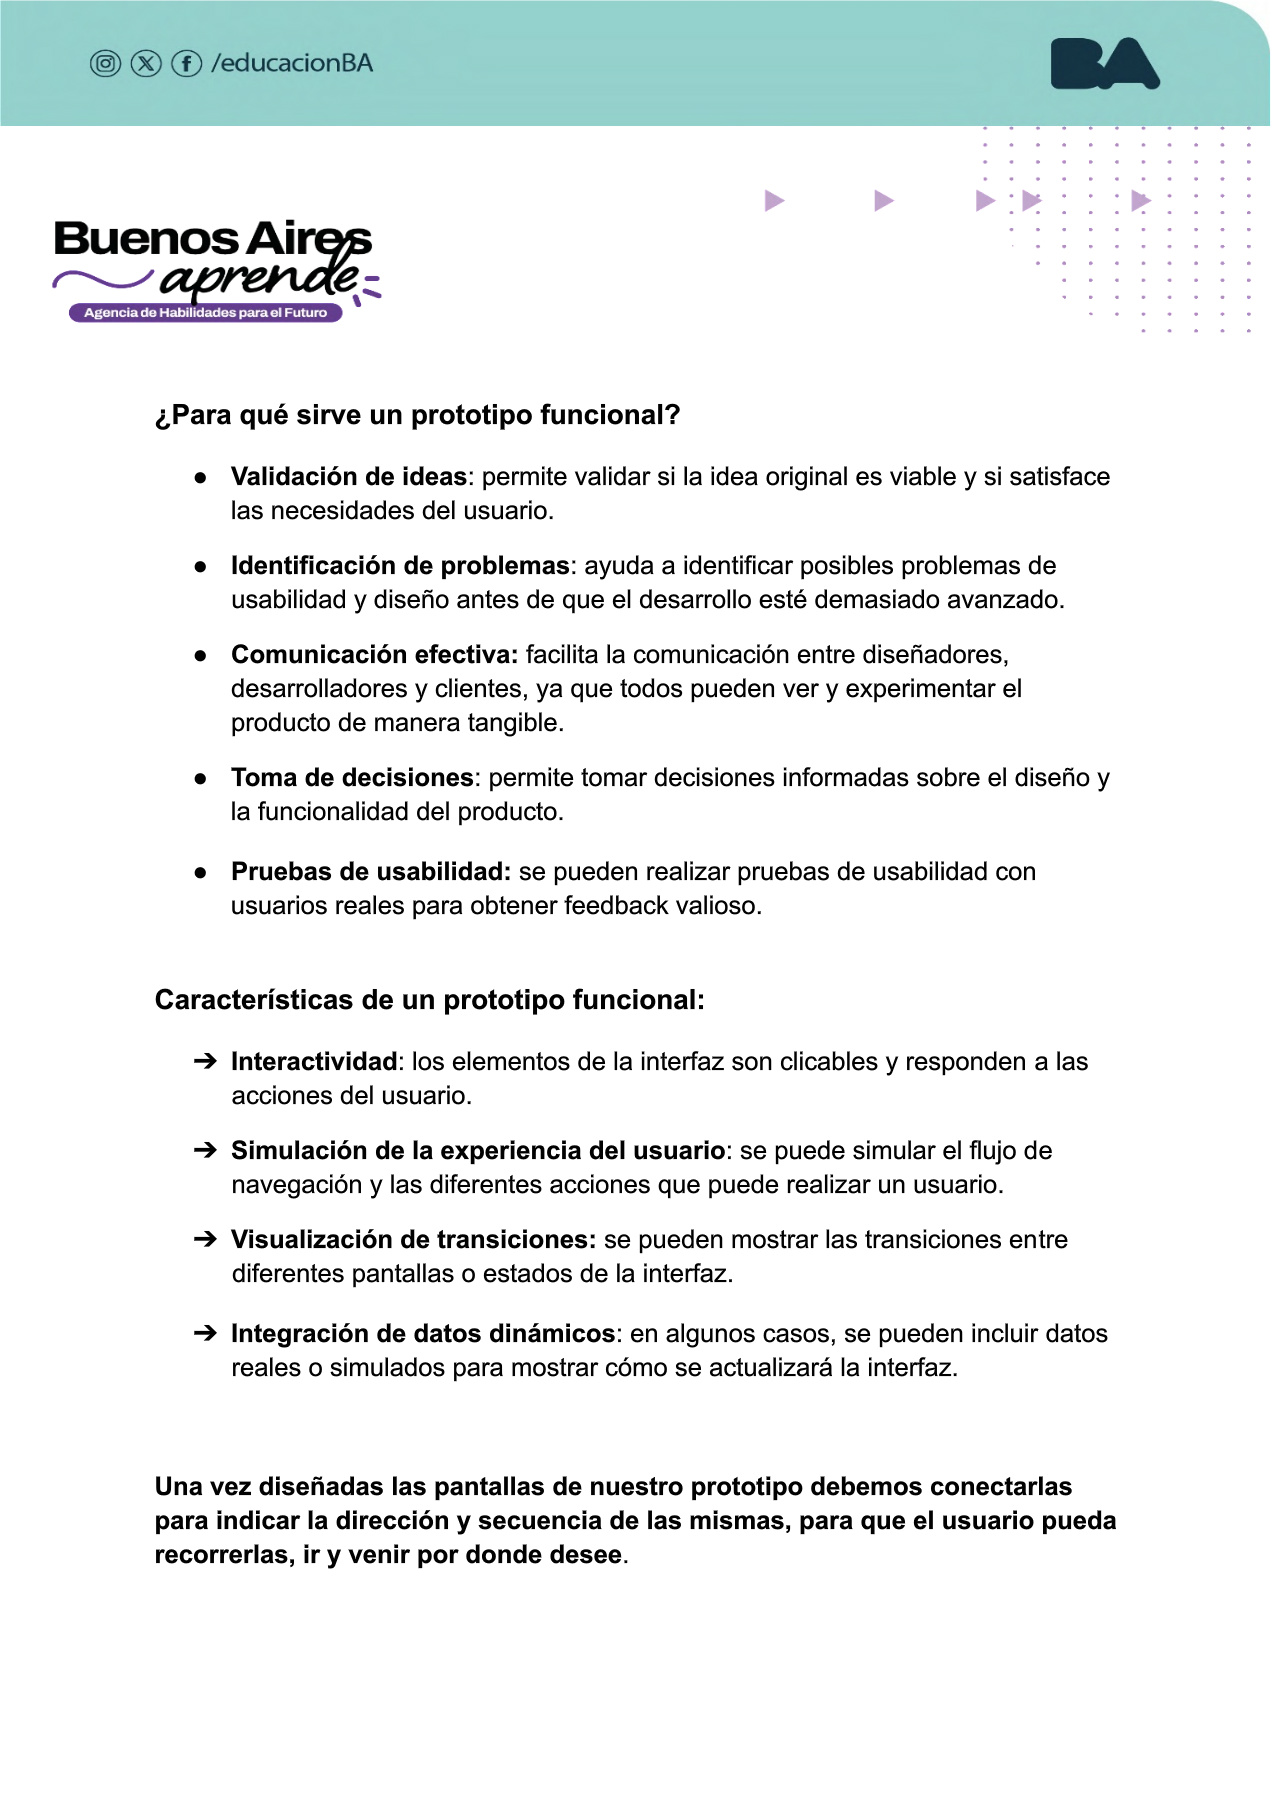 /educacionBA
BA
Buenos Aires
aprende
Agencia de Habilidades para el Futuro
¿Para qué sirve un prototipo funcional?
● Validación de ideas: permite validar si la idea original es viable y si satisface
las necesidades del usuario.
● Identificación de problemas: ayuda a identificar posibles problemas de
usabilidad y diseño antes de que el desarrollo esté demasiado avanzado.
● Comunicación efectiva: facilita la comunicación entre diseñadores,
desarrolladores y clientes, ya que todos pueden ver y experimentar el
producto de manera tangible.
● Toma de decisiones: permite tomar decisiones informadas sobre el diseño y
la funcionalidad del producto.
● Pruebas de usabilidad: se pueden realizar pruebas de usabilidad con
usuarios reales para obtener feedback valioso.
Características de un prototipo funcional:
➔ Interactividad: los elementos de la interfaz son clicables y responden a las
acciones del usuario.
➔ Simulación de la experiencia del usuario: se puede simular el flujo de
navegación y las diferentes acciones que puede realizar un usuario.
➔ Visualización de transiciones: se pueden mostrar las transiciones entre
diferentes pantallas o estados de la interfaz.
➔ Integración de datos dinámicos: en algunos casos, se pueden incluir datos
reales o simulados para mostrar cómo se actualizará la interfaz.
Una vez diseñadas las pantallas de nuestro prototipo debemos conectarlas
para indicar la dirección y secuencia de las mismas, para que el usuario pueda
recorrerlas, ir y venir por donde desee.